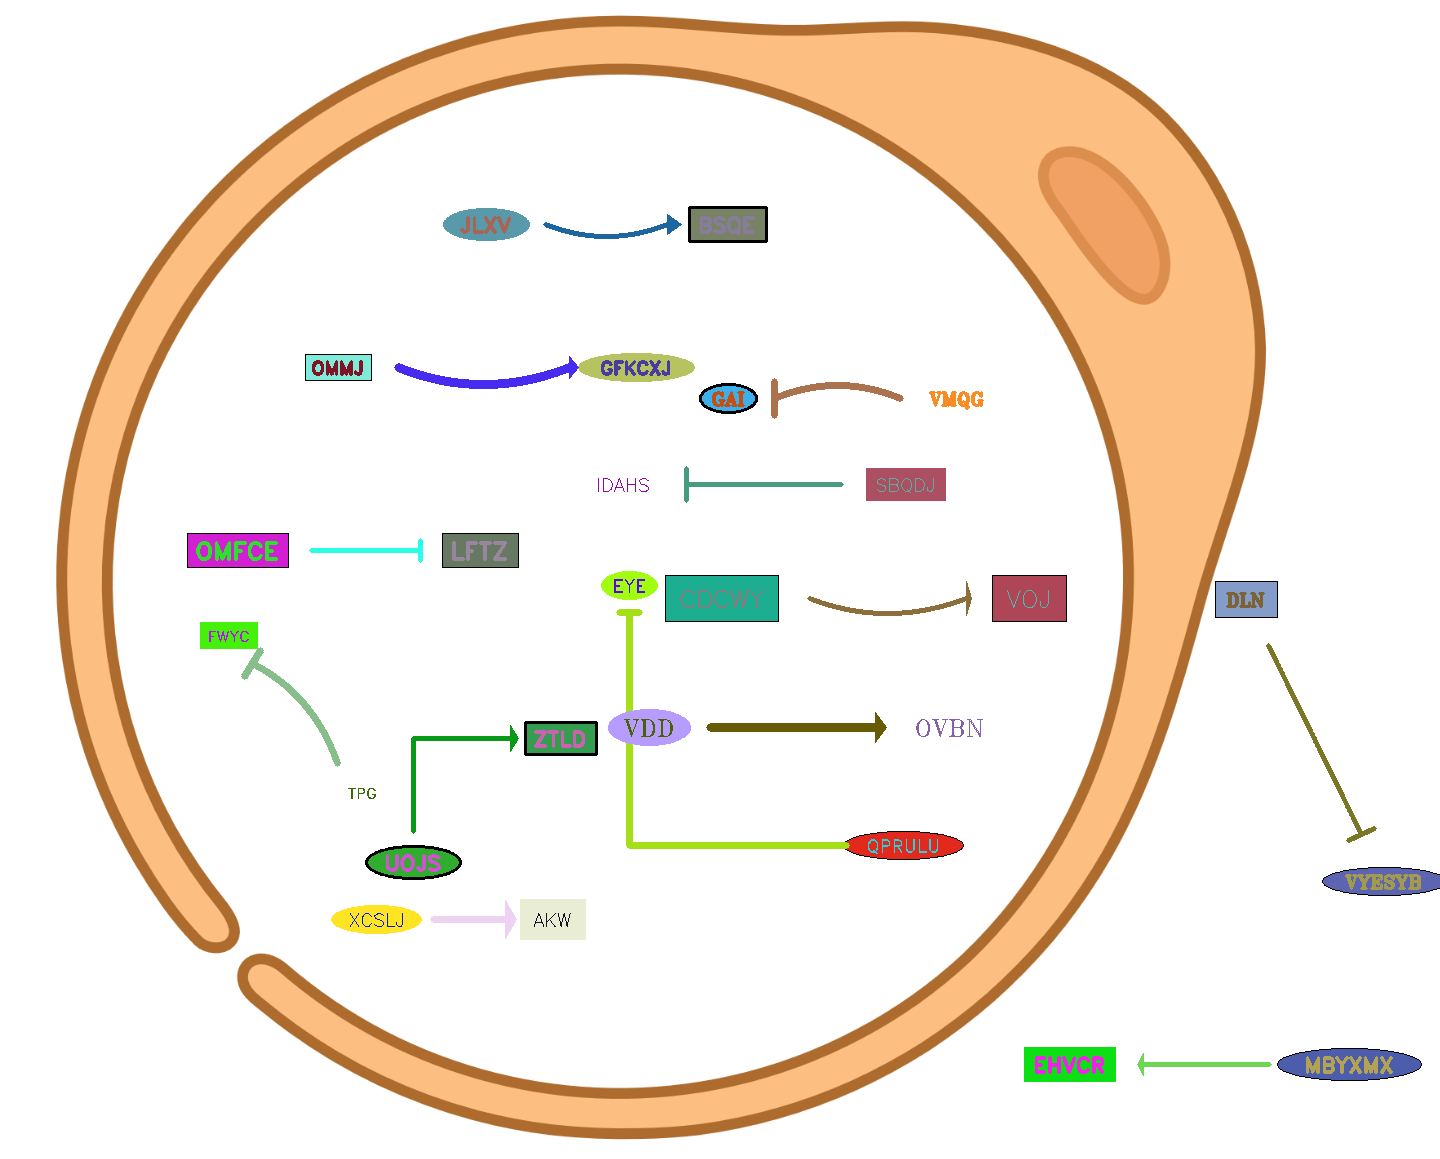 JLXV
BSQE
OMMJ
GFKCXJ
GAI
VMQG
IDAHS
SBQDJ
OMFCE
LFTZ
EYE
VOJ
DLN
FWYC
ZTLD
VDD
OVBN
TPG
UOJS
QPRULU
VYESYB
XCSLJ
AKW
EHVCR
MBYXMX